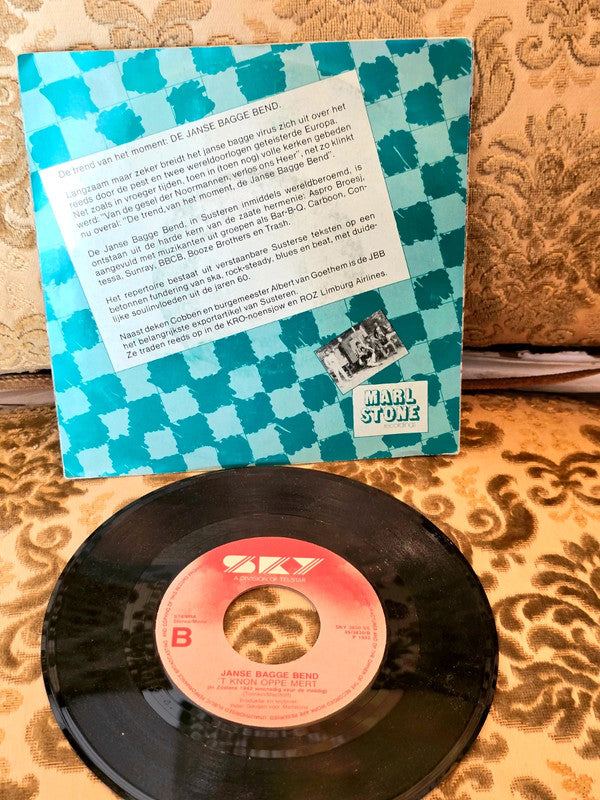 De trend van het moment: DE JANSE BAGGE BEND.
Langzaam maar zeker breidt het janse bagge virus zich uit over het
reeds door de pest en twee wereldoorlogen geteisterde Europa.
Net zoals in vroeger tijden, toen in (toen nog) volle kerken gebeden
werd: "Van de gesel der Noormannen, verlos ons Heer", net zo klinkt
nu overal: "De trend, van het moment, de Janse Bagge Bend".
De Janse Bagge Bend, in Susteren inmiddels wereldberoemd, is
ontstaan uit de harde kern van de zaate hermenie: Aspro Broesj,
aangevuld met muzikanten uit groepen als Bar-B-Q, Carboon, Con-
tessa, Sunray, BBCB, Booze Brothers en Trash.
Het repertoire bestaat uit verstaanbare Susterse teksten op een
betonnen fundering van ska, rock-steady, blues en beat, met duide-
lijke soulinvloeden uit de jaren 60.
Naast deken Cobben en burgemeester Albert van Goethem is de JBB
het belangrijkste exportartikel van Susteren.
Ze traden reeds op in de KRO-noensjow en ROZ Limburg Airlines.
MARL
STONE
recordings
SKY
A DIVISION OF TELSTAR
STEMRA
Stereo/Mono
B
JANSE BAGGE BEND
'T KNON OPPE MERT